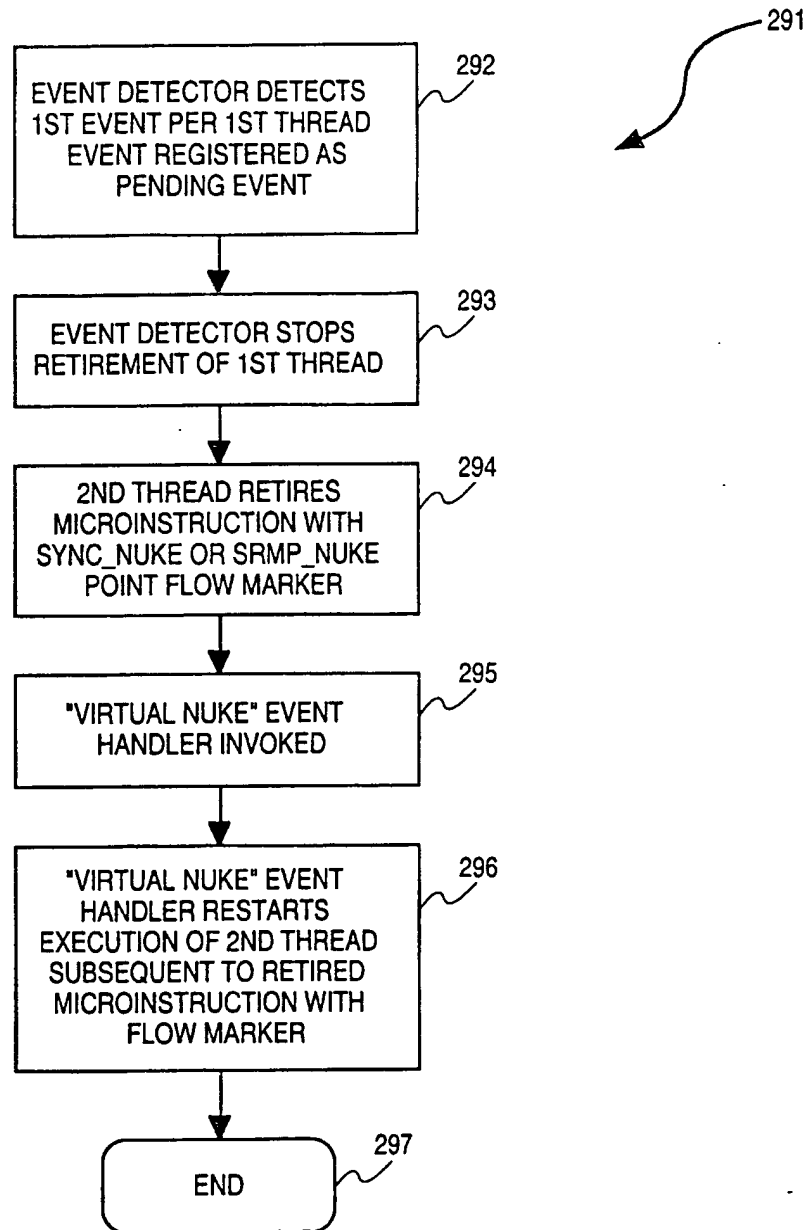 291
292
EVENT DETECTOR DETECTS
1ST EVENT PER 1ST THREAD
EVENT REGISTERED AS
PENDING EVENT
293
EVENT DETECTOR STOPS
RETIREMENT OF 1ST THREAD
294
2ND THREAD RETIRES
MICROINSTRUCTION WITH
SYNC_NUKE OR SRMP_NUKE
POINT FLOW MARKER
295
"VIRTUAL NUKE" EVENT
HANDLER INVOKED
296
"VIRTUAL NUKE" EVENT
HANDLER RESTARTS
EXECUTION OF 2ND THREAD
SUBSEQUENT TO RETIRED
MICROINSTRUCTION WITH
FLOW MARKER
297
END